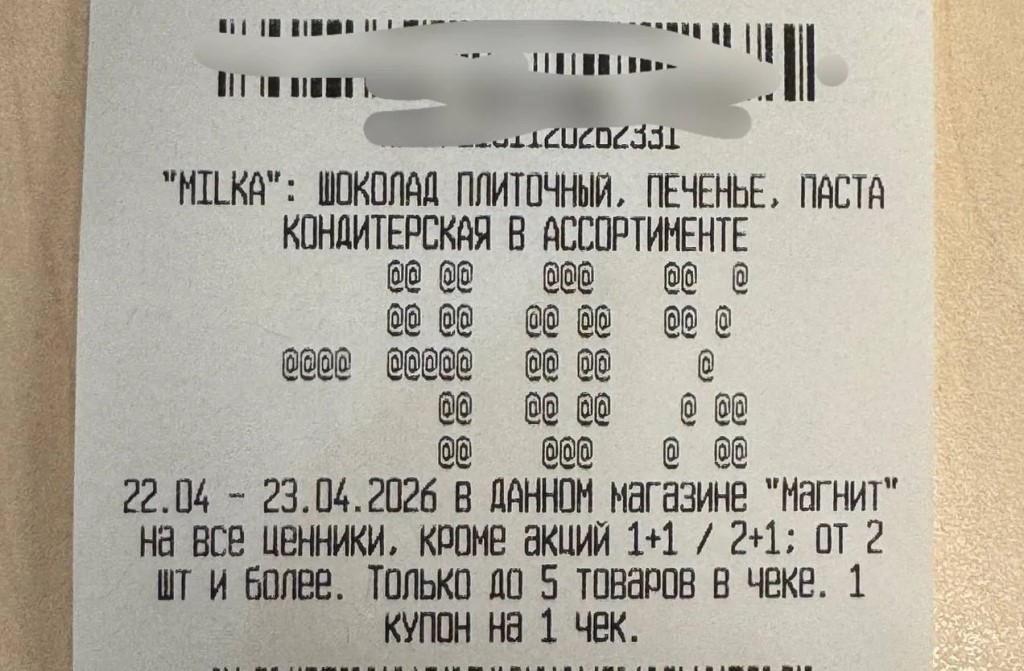 "MILKA": ШОКОЛАД ПЛИТОЧНЫЙ, ПЕЧЕНЬЕ, ПАСТА
КОНДИТЕРСКАЯ В АССОРТИМЕНТЕ
-40%
22.04 - 23.04.2026 в ДАННОМ магазине "Магнит"
на все ценники, кроме акций 1+1 / 2+1; от 2
шт и более. Только до 5 товаров в чеке. 1
купон на 1 чек.